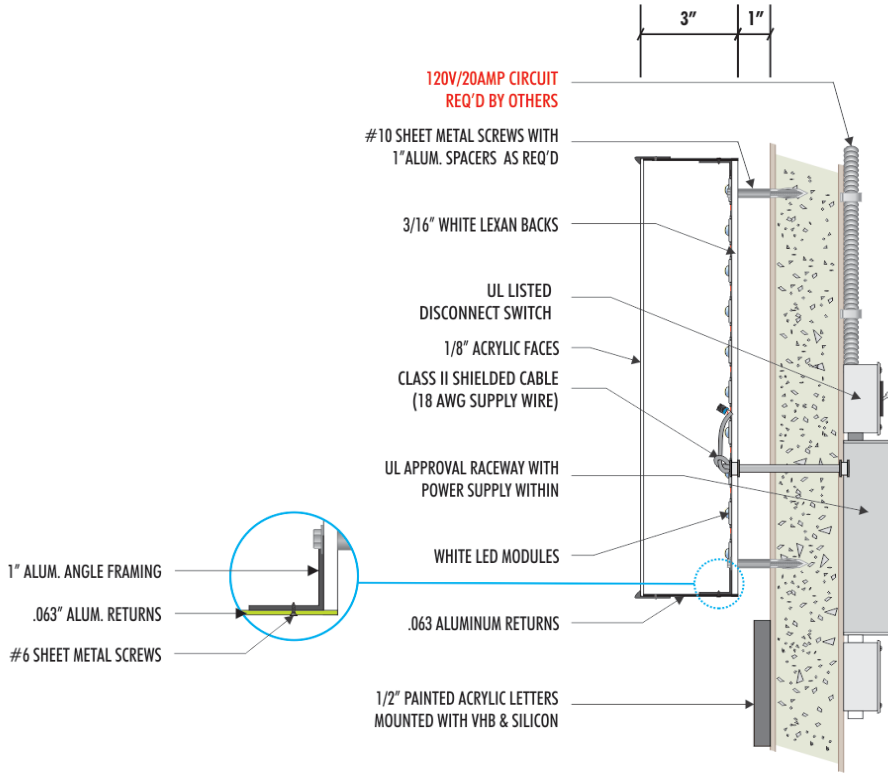 3” 1”
120V/20AMP CIRCUIT
REQ’D BY OTHERS
#10 SHEET METAL SCREWS WITH
1”ALUM. SPACERS AS REQ’D
3/16” WHITE LEXAN BACKS
UL LISTED
DISCONNECT SWITCH
1/8” ACRYLIC FACES
CLASS II SHIELDED CABLE
(18 AWG SUPPLY WIRE)
UL APPROVAL RACEWAY WITH
POWER SUPPLY WITHIN
WHITE LED MODULES
1” ALUM. ANGLE FRAMING
.063” ALUM. RETURNS
#6 SHEET METAL SCREWS
.063 ALUMINUM RETURNS
1/2” PAINTED ACRYLIC LETTERS
MOUNTED WITH VHB & SILICON